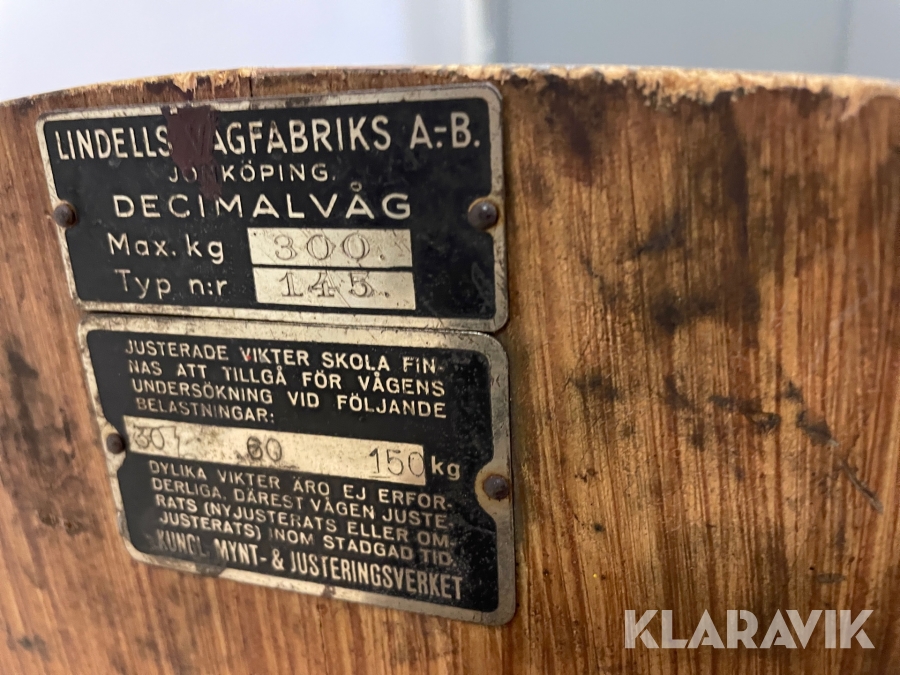 LINDELLS VÅGFABRIKS A.-B.
JÖNKÖPING.
DECIMALVÅG
Max. kg 300.
Typ n:r 145.
JUSTERADE VIKTER SKOLA FIN-
NAS ATT TILLGÅ FÖR VÅGENS
UNDERSÖKNING VID FÖLJANDE
BELASTNINGAR:
30, 60 150 kg
DYLIKA VIKTER ÄRO EJ ERFOR-
DERLIGA, DÄREST VÅGEN JUSTE-
RATS (NYJUSTERATS ELLER OM-
JUSTERATS) INOM STADGAD TID.
KUNGL. MYNT- & JUSTERINGSVERKET
KLARAVIK